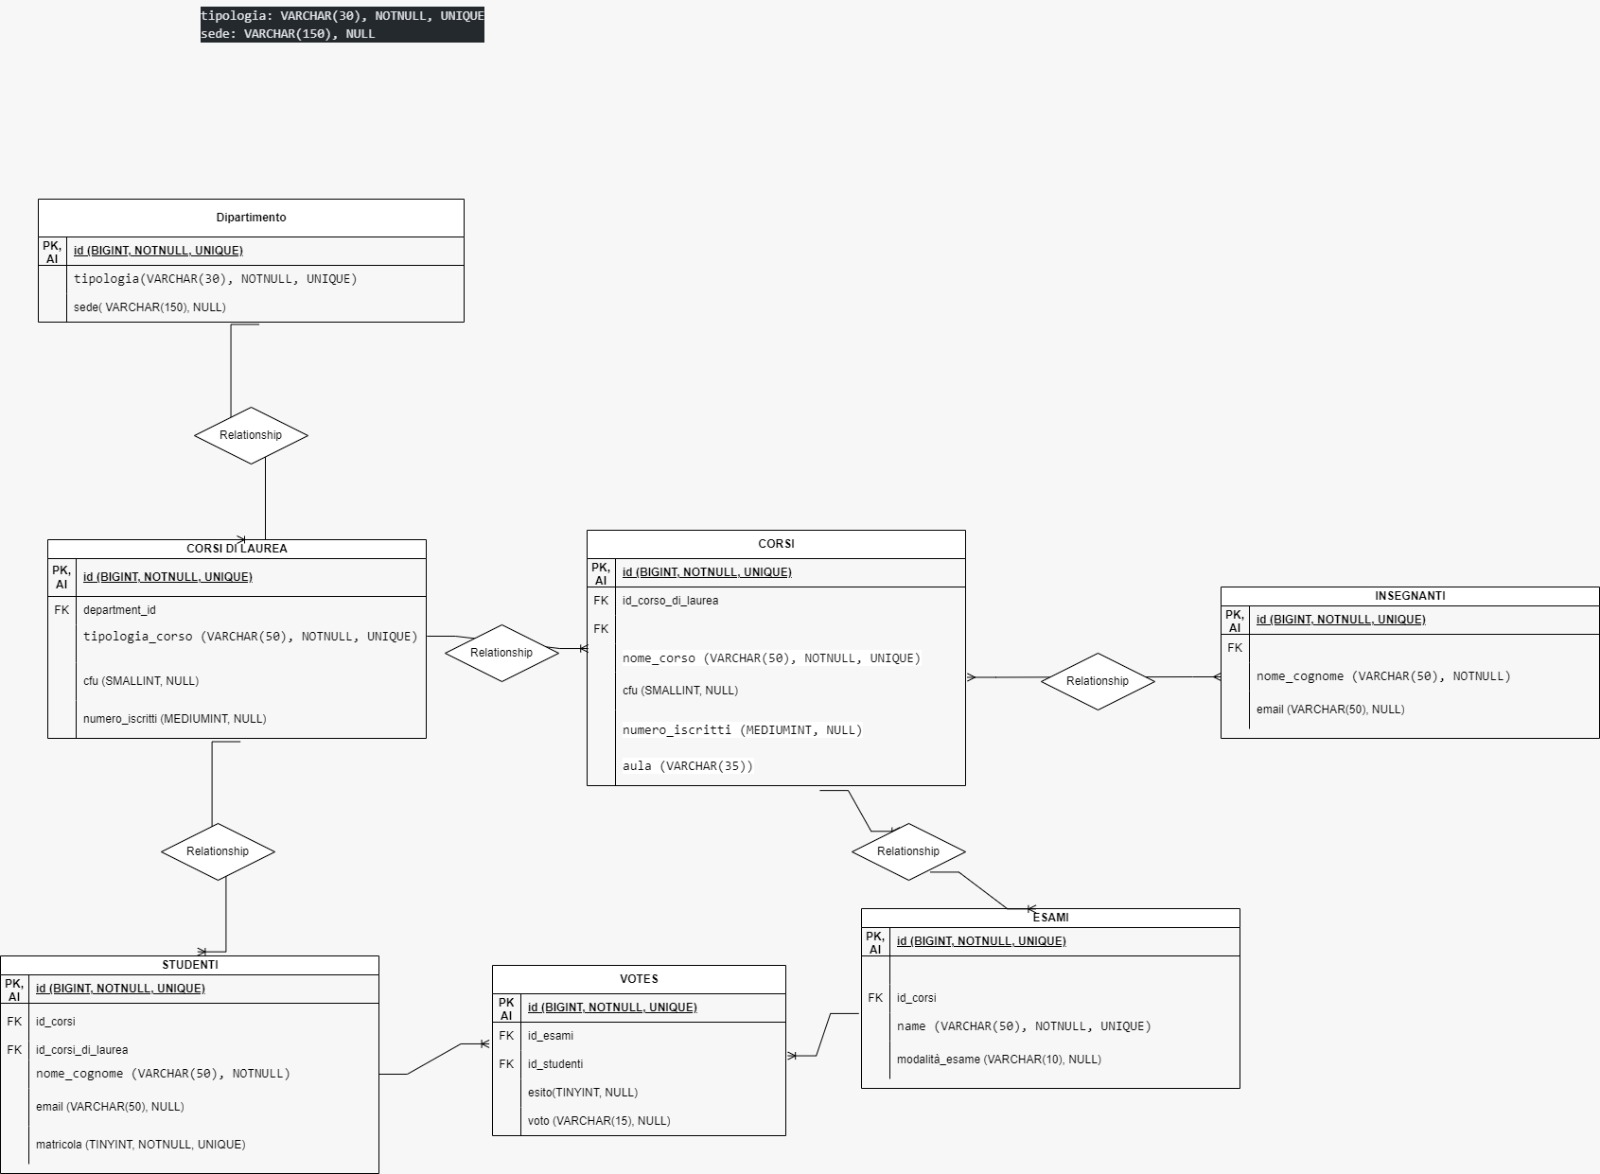 tipologia: VARCHAR(30), NOTNULL, UNIQUE
sede: VARCHAR(150), NULL
Dipartimento
PK, AI
id (BIGINT, NOTNULL, UNIQUE)
tipologia(VARCHAR(30), NOTNULL, UNIQUE)
sede( VARCHAR(150), NULL)
Relationship
CORSI DI LAUREA
PK, AI
id (BIGINT, NOTNULL, UNIQUE)
FK department_id
tipologia_corso (VARCHAR(50), NOTNULL, UNIQUE)
cfu (SMALLINT, NULL)
numero_iscritti (MEDIUMINT, NULL)
Relationship
CORSI
PK, AI
id (BIGINT, NOTNULL, UNIQUE)
FK id_corso_di_laurea
FK
nome_corso (VARCHAR(50), NOTNULL, UNIQUE)
cfu (SMALLINT, NULL)
numero_iscritti (MEDIUMINT, NULL)
aula (VARCHAR(35))
Relationship
INSEGNANTI
PK, AI
id (BIGINT, NOTNULL, UNIQUE)
FK
nome_cognome (VARCHAR(50), NOTNULL)
email (VARCHAR(50), NULL)
Relationship
Relationship
STUDENTI
PK, AI
id (BIGINT, NOTNULL, UNIQUE)
FK id_corsi
FK id_corsi_di_laurea
nome_cognome (VARCHAR(50), NOTNULL)
email (VARCHAR(50), NULL)
matricola (TINYINT, NOTNULL, UNIQUE)
VOTES
PK AI
id (BIGINT, NOTNULL, UNIQUE)
FK id_esami
FK id_studenti
esito(TINYINT, NULL)
voto (VARCHAR(15), NULL)
ESAMI
PK, AI
id (BIGINT, NOTNULL, UNIQUE)
FK id_corsi
name (VARCHAR(50), NOTNULL, UNIQUE)
modalità_esame (VARCHAR(10), NULL)